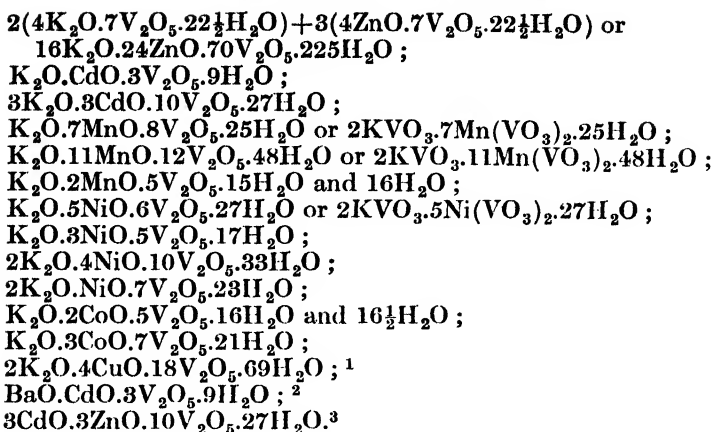 2(4K₂O.7V₂O₅.22½H₂O)+3(4ZnO.7V₂O₅.22½H₂O) or
16K₂O.24ZnO.70V₂O₅.225H₂O ;
K₂O.CdO.3V₂O₅.9H₂O ;
3K₂O.3CdO.10V₂O₅.27H₂O ;
K₂O.7MnO.8V₂O₅.25H₂O or 2KVO₃.7Mn(VO₃)₂.25H₂O ;
K₂O.11MnO.12V₂O₅.48H₂O or 2KVO₃.11Mn(VO₃)₂.48H₂O ;
K₂O.2MnO.5V₂O₅.15H₂O and 16H₂O ;
K₂O.5NiO.6V₂O₅.27H₂O or 2KVO₃.5Ni(VO₃)₂.27H₂O ;
K₂O.3NiO.5V₂O₅.17H₂O ;
2K₂O.4NiO.10V₂O₅.33H₂O ;
2K₂O.NiO.7V₂O₅.23H₂O ;
K₂O.2CoO.5V₂O₅.16H₂O and 16½H₂O ;
K₂O.3CoO.7V₂O₅.21H₂O ;
2K₂O.4CuO.18V₂O₅.69H₂O ; ¹
BaO.CdO.3V₂O₅.9H₂O ; ²
3CdO.3ZnO.10V₂O₅.27H₂O.³